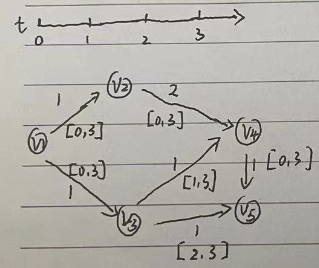 t
0 1 2 3
V2
1 2
[0,3] [0,3]
V1 V4
[0,3] 1 1 [0,3]
1 [1,3]
V3 V5
1
[2,3]